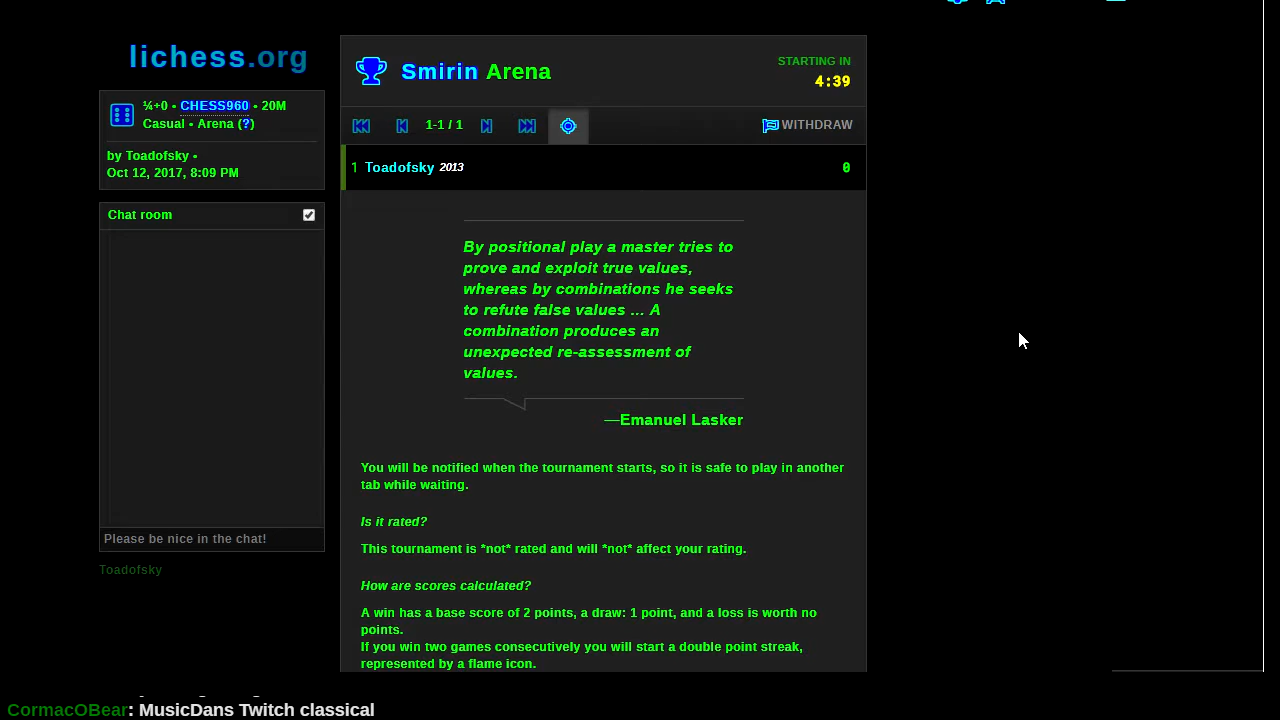 lichess.org
¼+0 • CHESS960 • 20M
Casual • Arena (?)
by Toadofsky •
Oct 12, 2017, 8:09 PM
Chat room
Please be nice in the chat!
Toadofsky
Smirin Arena
STARTING IN
4:39
1-1 / 1
WITHDRAW
1 Toadofsky 2013 0
By positional play a master tries to
prove and exploit true values,
whereas by combinations he seeks
to refute false values ... A
combination produces an
unexpected re-assessment of
values.
—Emanuel Lasker
You will be notified when the tournament starts, so it is safe to play in another
tab while waiting.
Is it rated?
This tournament is *not* rated and will *not* affect your rating.
How are scores calculated?
A win has a base score of 2 points, a draw: 1 point, and a loss is worth no
points.
If you win two games consecutively you will start a double point streak,
represented by a flame icon.
CormacOBear: MusicDans Twitch classical